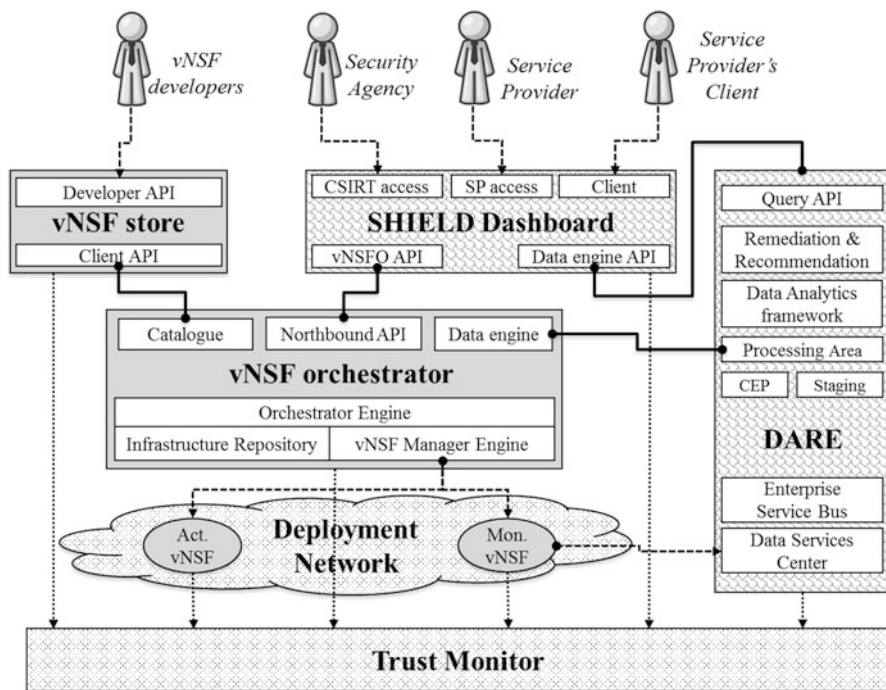 vNSF
developers
Security
Agency
Service
Provider
Service
Provider's
Client
Developer API
vNSF store
Client API
CSIRT access
SP access
Client
SHIELD Dashboard
vNSFO API
Data engine API
Query API
Remediation &
Recommendation
Data Analytics
framework
Processing Area
CEP
Staging
DARE
Enterprise
Service Bus
Data Services
Center
Catalogue
Northbound API
Data engine
vNSF orchestrator
Orchestrator Engine
Infrastructure Repository
vNSF Manager Engine
Deployment
Network
Act.
vNSF
Mon.
vNSF
Trust Monitor